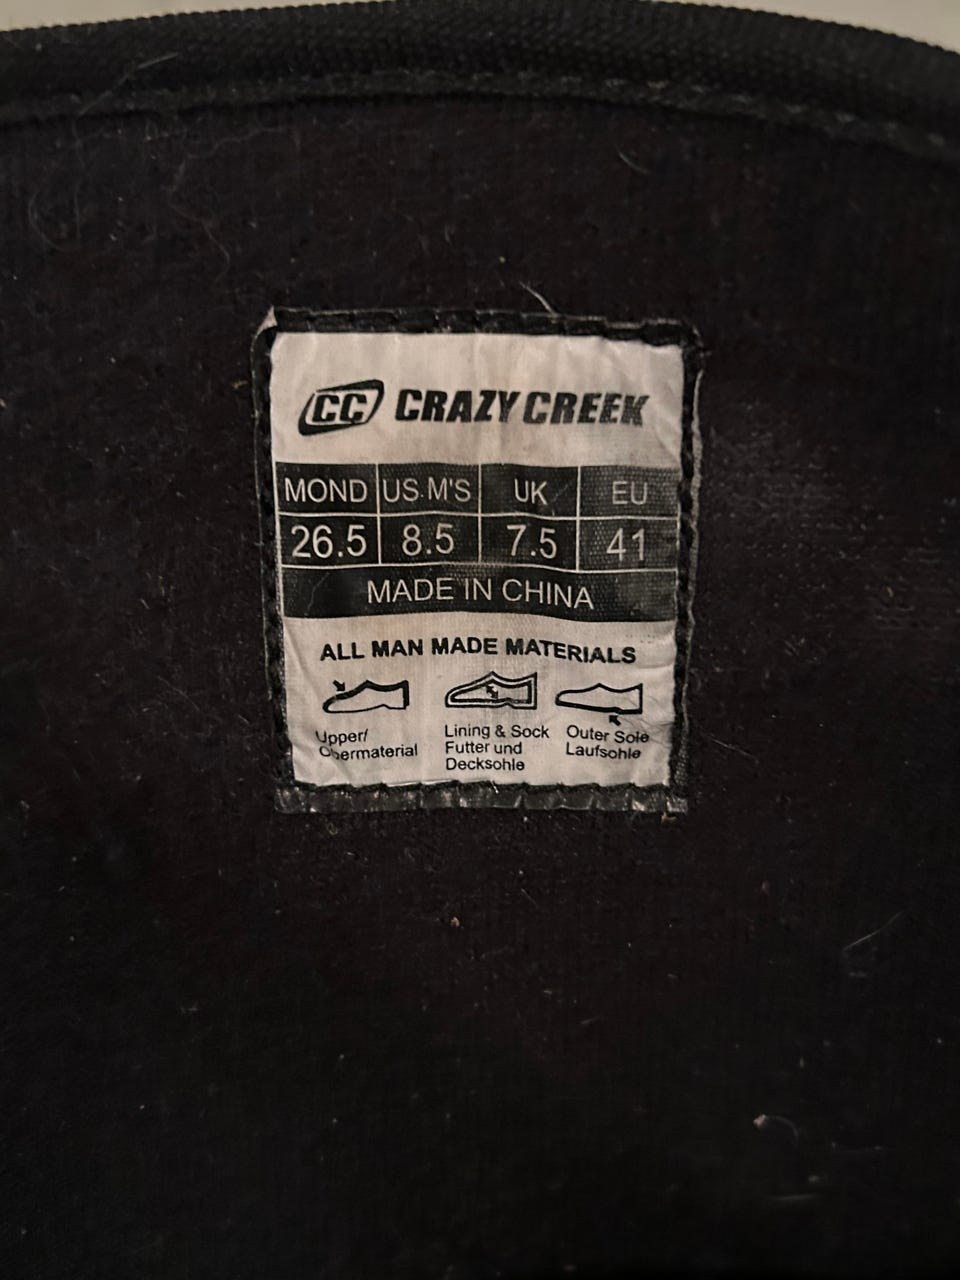 CC CRAZY CREEK
MOND US M'S UK EU
26.5 8.5 7.5 41
MADE IN CHINA
ALL MAN MADE MATERIALS
Upper/ Lining & Sock Outer Sole
Obermaterial Futter und Laufsohle
Decksohle